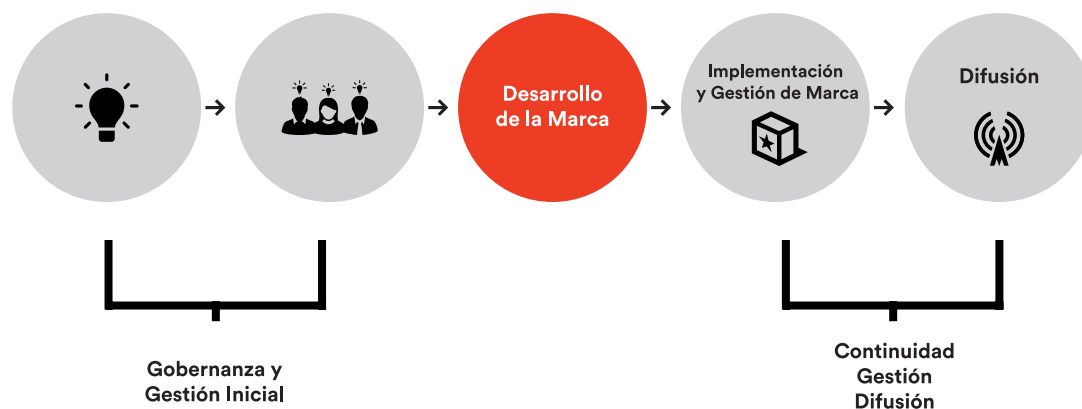 Desarrollo
de la Marca
Implementación
y Gestión de Marca
Difusión
Gobernanza y
Gestión Inicial
Continuidad
Gestión
Difusión